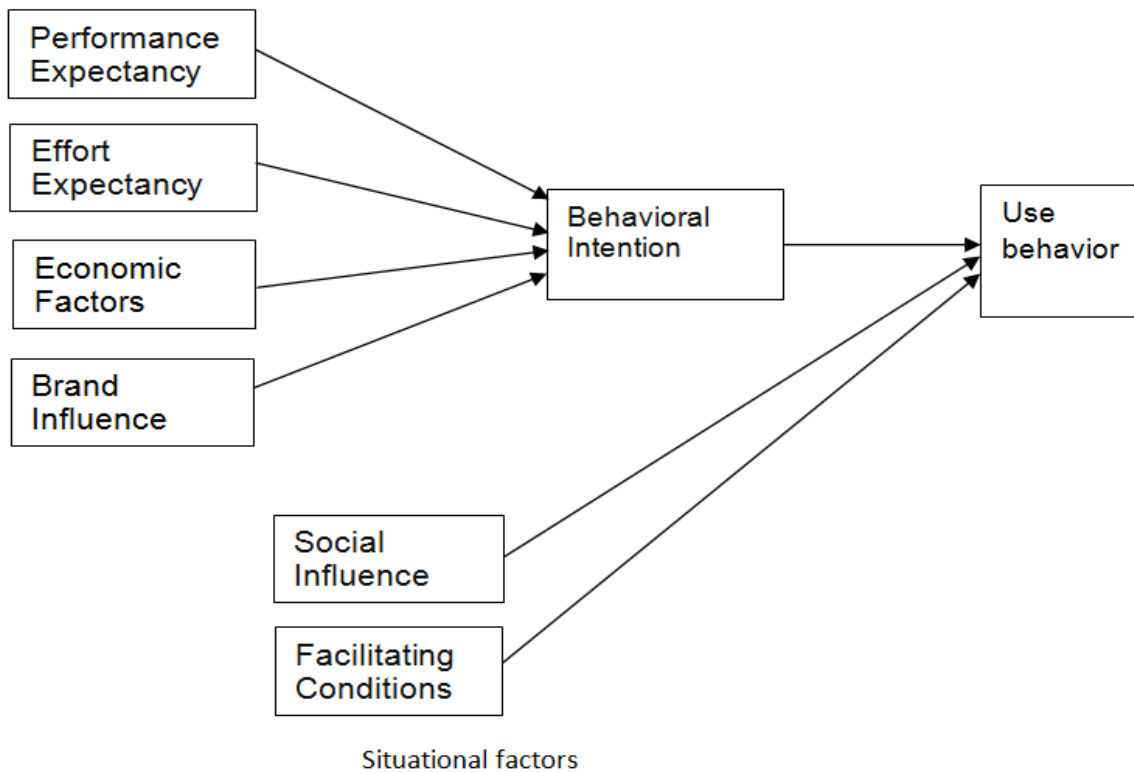 Performance
Expectancy
Effort
Expectancy
Economic
Factors
Brand
Influence
Behavioral
Intention
Use
behavior
Social
Influence
Facilitating
Conditions
Situational factors